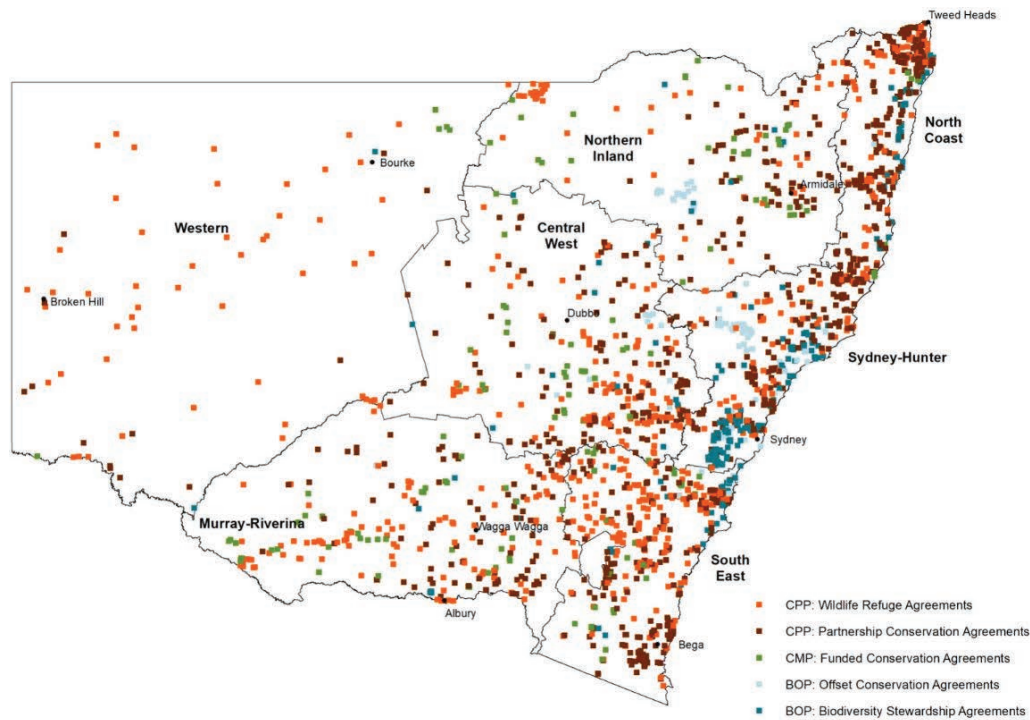 Tweed Heads
North
Coast
Northern
Inland
Bourke
Armidale
Western
Central
West
Broken Hill
Dubbo
Sydney-Hunter
Sydney
Murray-Riverina
Wagga Wagga
South
East
Albury
Bega
CPP: Wildlife Refuge Agreements
CPP: Partnership Conservation Agreements
CMP: Funded Conservation Agreements
BOP: Offset Conservation Agreements
BOP: Biodiversity Stewardship Agreements